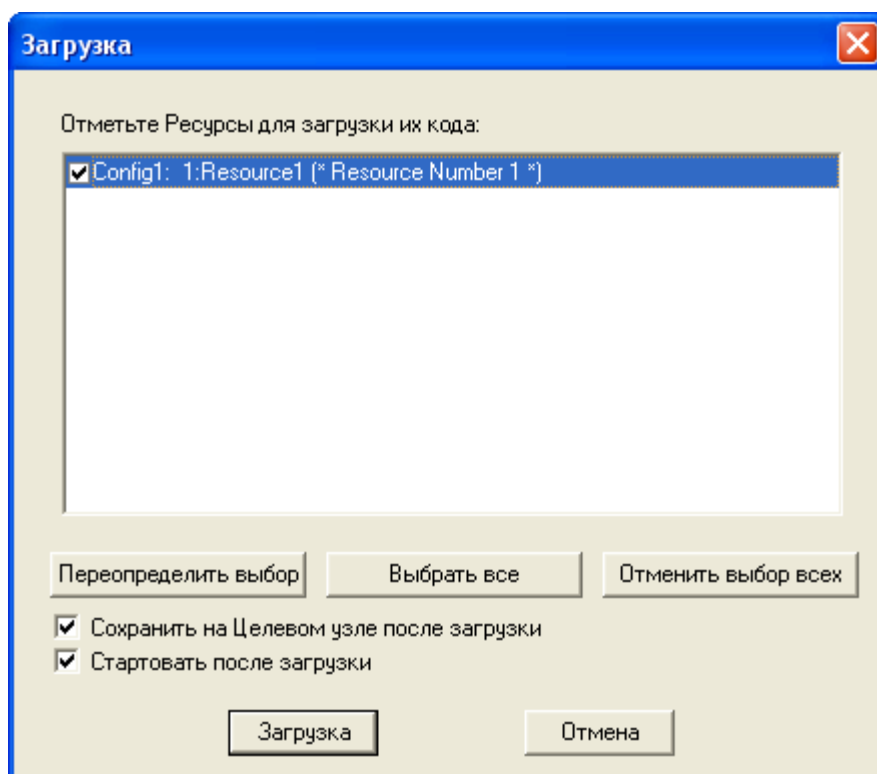 Загрузка
Отметьте Ресурсы для загрузки их кода:
Config1: 1:Resource1 (* Resource Number 1 *)
Переопределить выбор Выбрать все Отменить выбор всех
Сохранить на Целевом узле после загрузки
Стартовать после загрузки
Загрузка Отмена